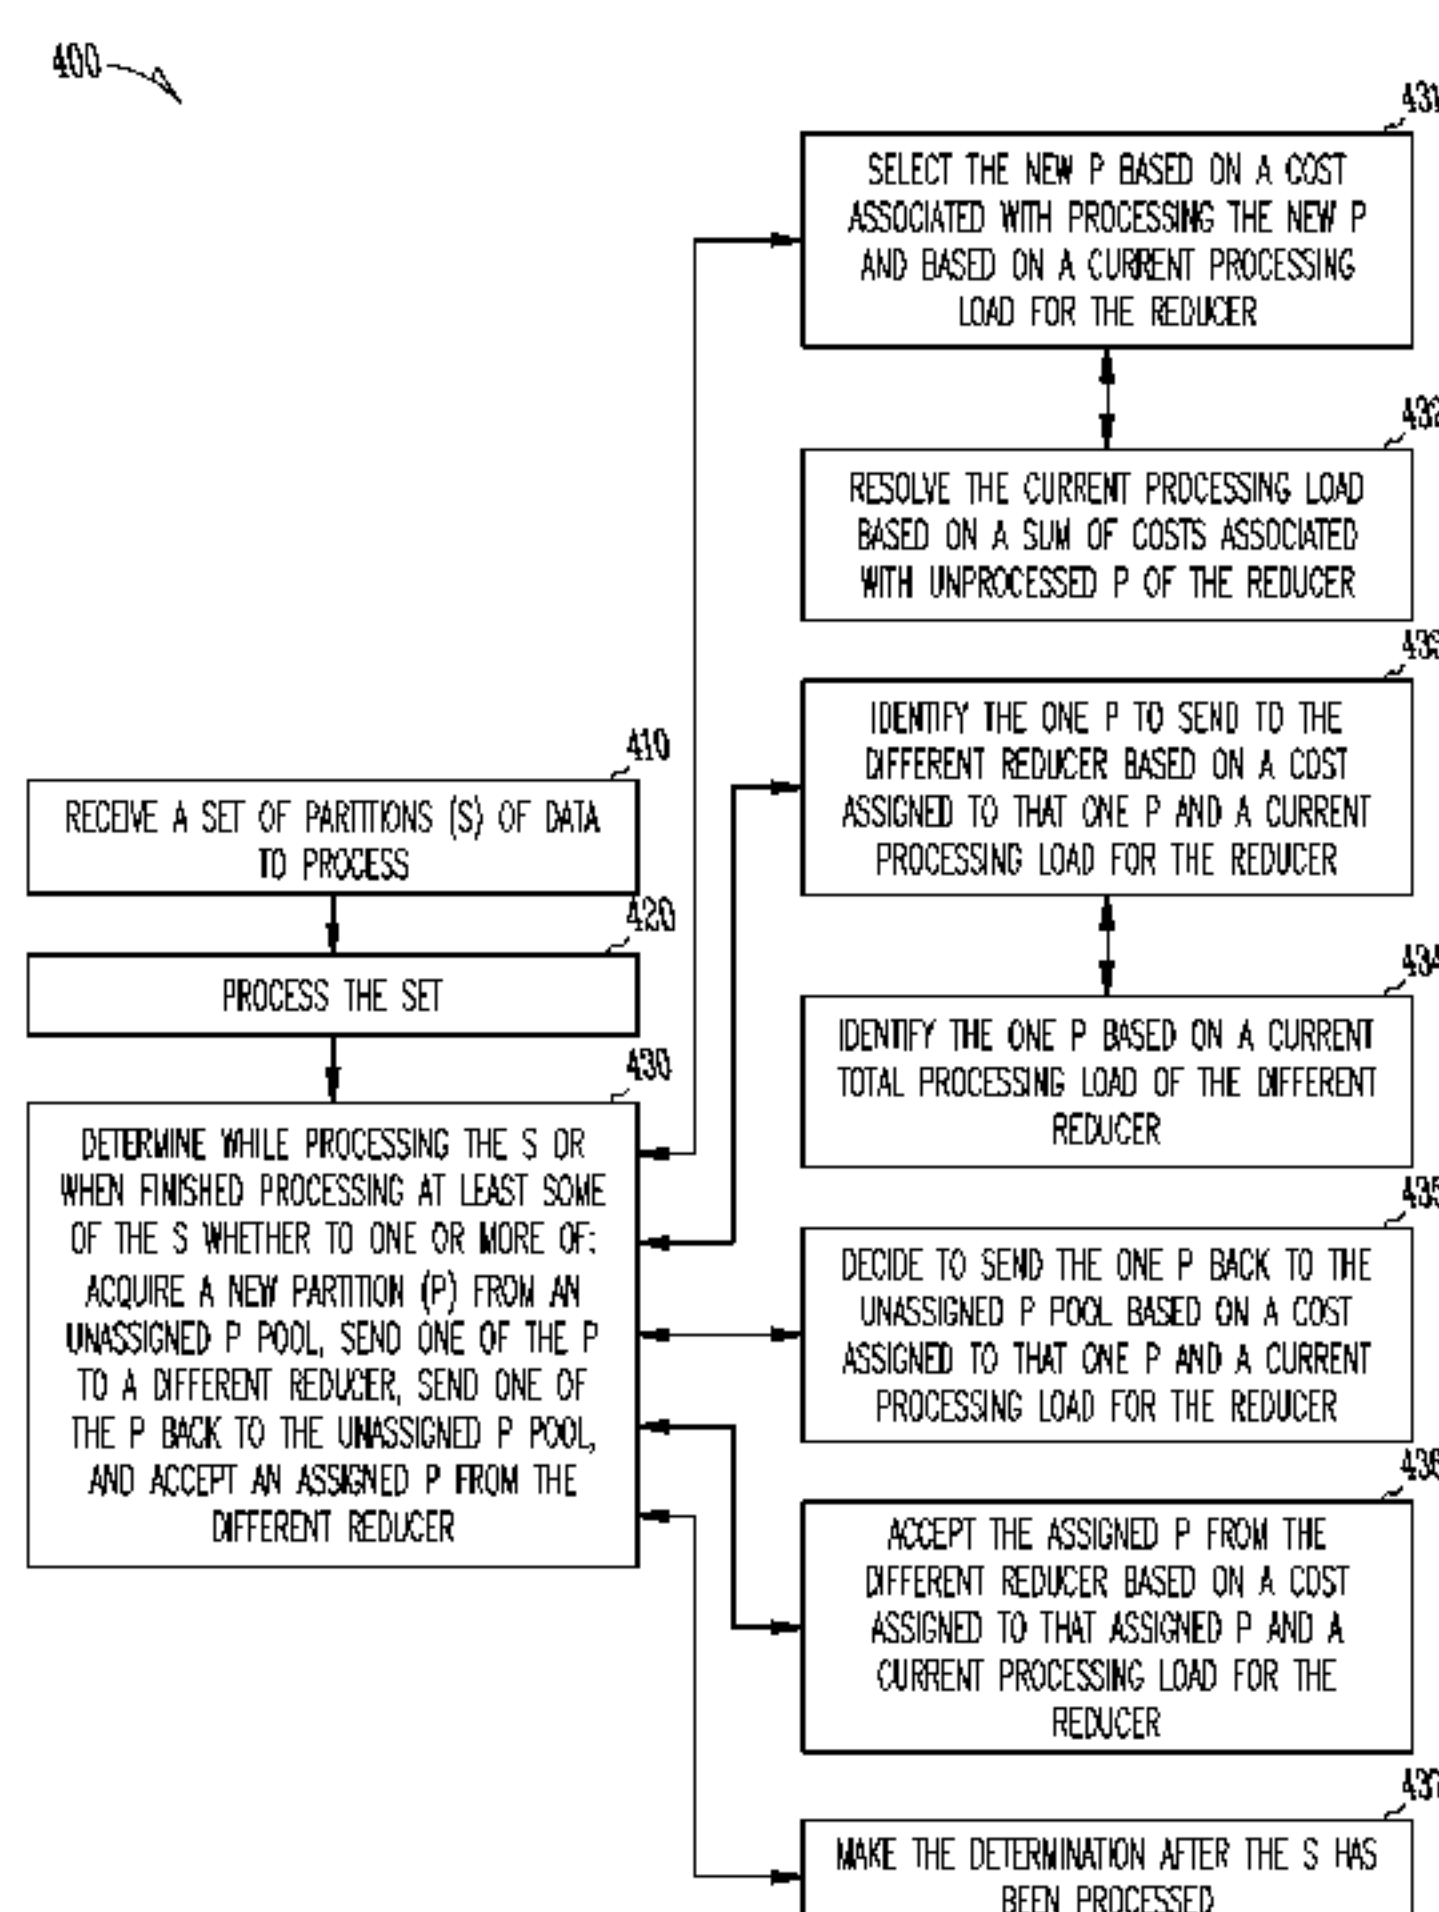 400
410
RECEIVE A SET OF PARTITIONS (S) OF DATA
TO PROCESS
420
PROCESS THE SET
430
DETERMINE WHILE PROCESSING THE S OR
WHEN FINISHED PROCESSING AT LEAST SOME
OF THE S WHETHER TO ONE OR MORE OF:
ACQUIRE A NEW PARTITION (P) FROM AN
UNASSIGNED P POOL, SEND ONE OF THE P
TO A DIFFERENT REDUCER, SEND ONE OF
THE P BACK TO THE UNASSIGNED P POOL,
AND ACCEPT AN ASSIGNED P FROM THE
DIFFERENT REDUCER
431
SELECT THE NEW P BASED ON A COST
ASSOCIATED WITH PROCESSING THE NEW P
AND BASED ON A CURRENT PROCESSING
LOAD FOR THE REDUCER
432
RESOLVE THE CURRENT PROCESSING LOAD
BASED ON A SUM OF COSTS ASSOCIATED
WITH UNPROCESSED P OF THE REDUCER
433
IDENTIFY THE ONE P TO SEND TO THE
DIFFERENT REDUCER BASED ON A COST
ASSIGNED TO THAT ONE P AND A CURRENT
PROCESSING LOAD FOR THE REDUCER
434
IDENTIFY THE ONE P BASED ON A CURRENT
TOTAL PROCESSING LOAD OF THE DIFFERENT
REDUCER
435
DECIDE TO SEND THE ONE P BACK TO THE
UNASSIGNED P POOL BASED ON A COST
ASSIGNED TO THAT ONE P AND A CURRENT
PROCESSING LOAD FOR THE REDUCER
436
ACCEPT THE ASSIGNED P FROM THE
DIFFERENT REDUCER BASED ON A COST
ASSIGNED TO THAT ASSIGNED P AND A
CURRENT PROCESSING LOAD FOR THE
REDUCER
437
MAKE THE DETERMINATION AFTER THE S HAS
BEEN PROCESSED